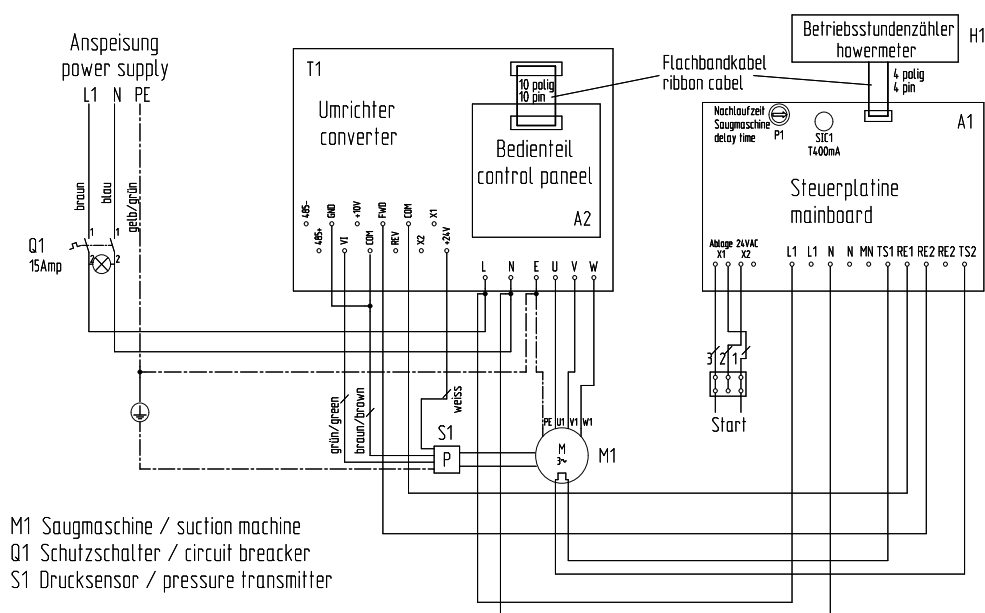 Anspeisung
power supply
L1 N PE
braun
blau
gelb/grün
1 1
2 2
Q1
15Amp
T1
Umrichter
converter
10 polig
10 pin
Bedienteil
control paneel
A2
485- GND +10V FWD COM X1
485+ VI COM REV X2 +24V
L N E U V W
Flachbandkabel
ribbon cabel
Betriebsstundenzähler
howermeter
H1
4 polig
4 pin
Nachlaufzeit
Saugmaschine
delay time
P1
SIC1
T400mA
A1
Steuerplatine
mainboard
Ablage 24VAC
X1 X2
L1 L1 N N MN TS1 RE1 RE2 RE2 TS2
3 2 1
Start
grün/green
braun/brown
weiss
S1
P
PE U1 V1 W1
M
3~
M1
M1 Saugmaschine / suction machine
Q1 Schutzschalter / circuit breacker
S1 Drucksensor / pressure transmitter